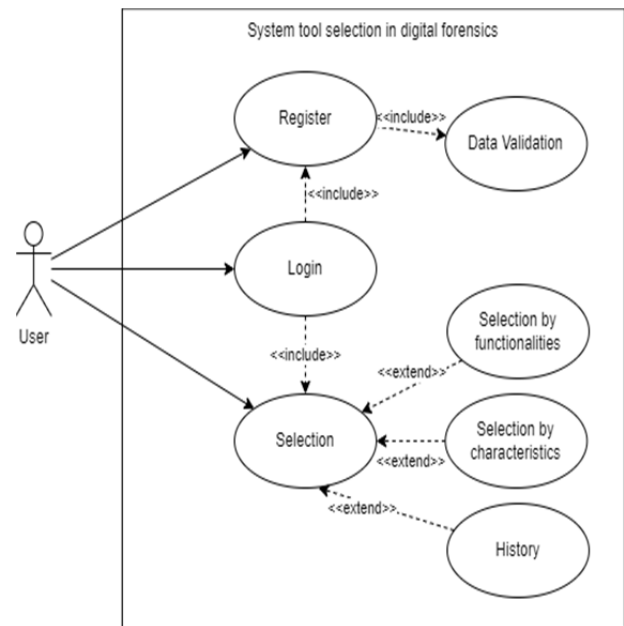 System tool selection in digital forensics
Register
<<include>>
Data Validation
<<include>>
Login
User
<<include>>
Selection by
functionalities
<<extend>>
Selection
Selection by
characteristics
<<extend>>
<<extend>>
History